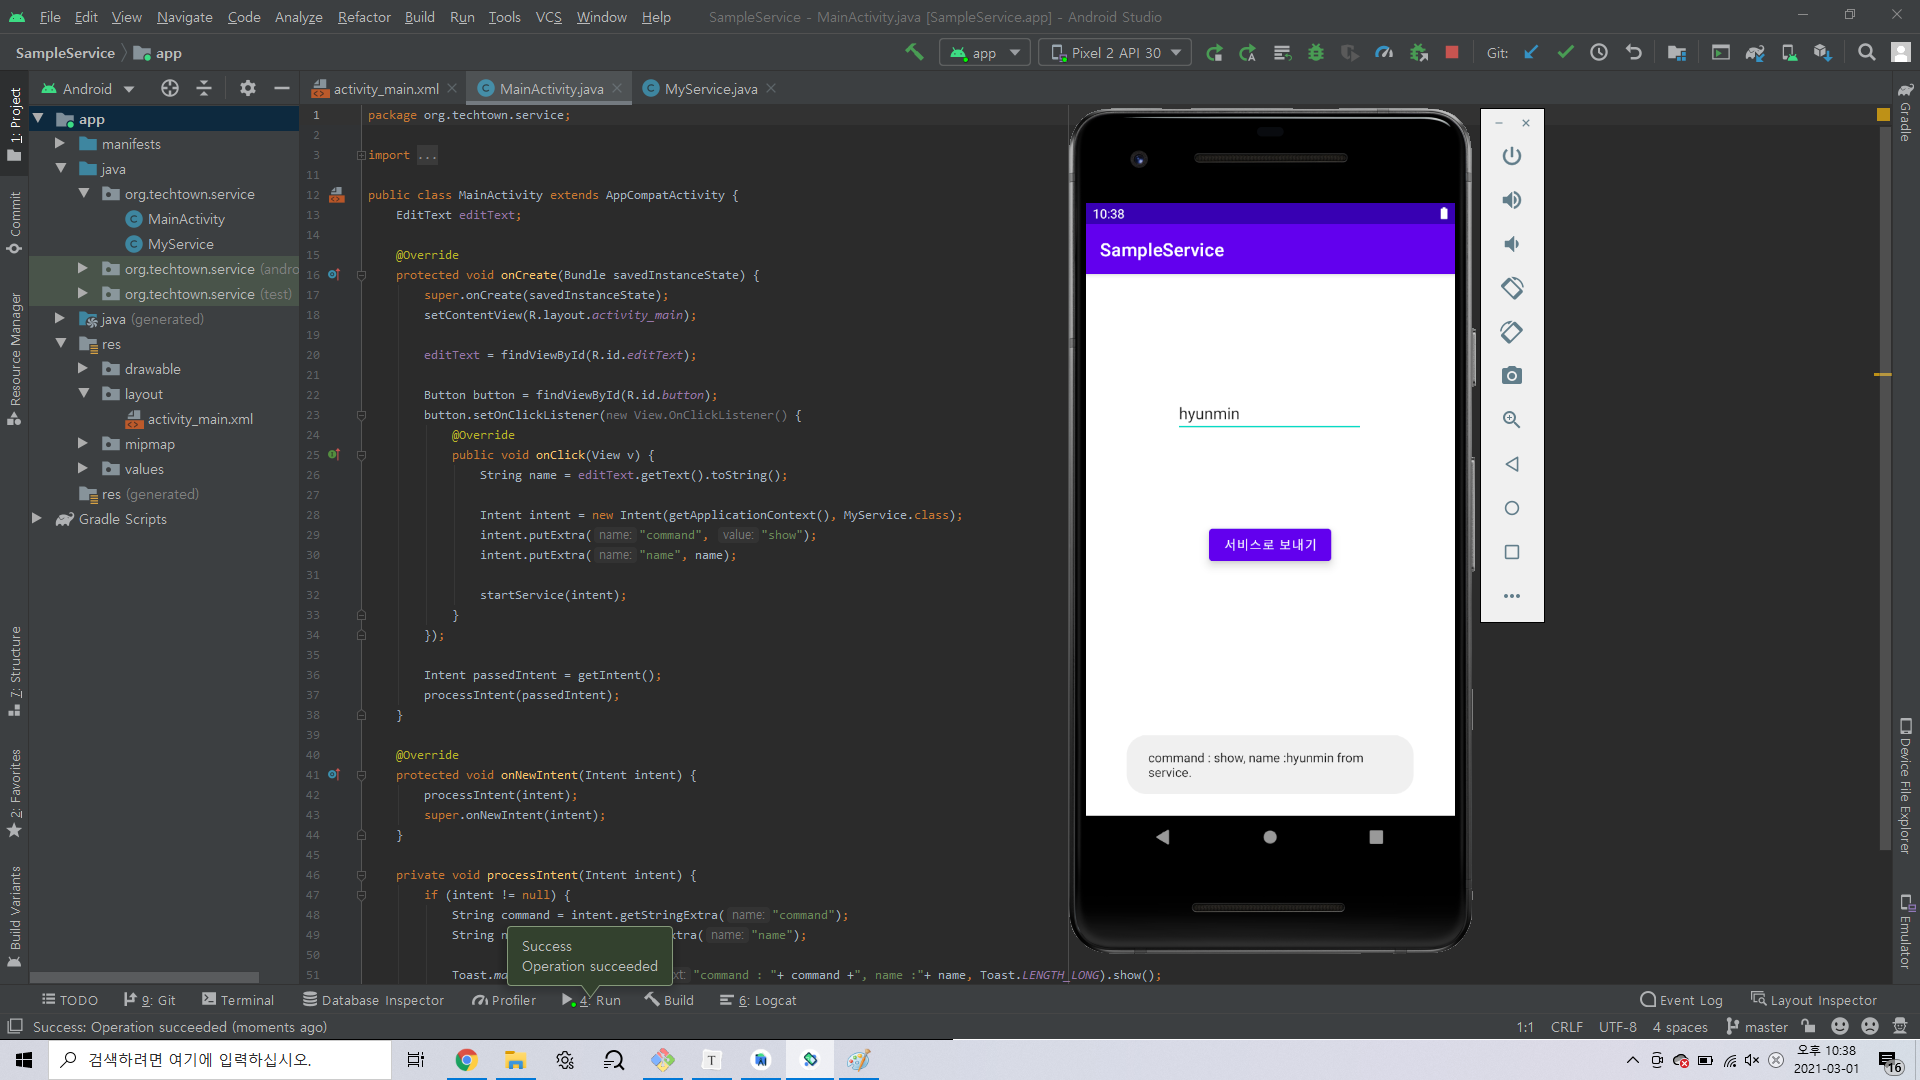 File Edit View Navigate Code Analyze Refactor Build Run Tools VCS Window Help SampleService - MainActivity.java [SampleService.app] - Android Studio
SampleService app
app Pixel 2 API 30 Git:
Android
activity_main.xml MainActivity.java MyService.java
1: Project
Commit
Resource Manager
7: Structure
2: Favorites
Build Variants
app
manifests
java
org.techtown.service
MainActivity
MyService
org.techtown.service (andro
org.techtown.service (test)
java (generated)
res
drawable
layout
activity_main.xml
mipmap
values
res (generated)
Gradle Scripts
1 package org.techtown.service;
2
3 import ...
11
12 public class MainActivity extends AppCompatActivity {
13 EditText editText;
14
15 @Override
16 protected void onCreate(Bundle savedInstanceState) {
17 super.onCreate(savedInstanceState);
18 setContentView(R.layout.activity_main);
19
20 editText = findViewById(R.id.editText);
21
22 Button button = findViewById(R.id.button);
23 button.setOnClickListener(new View.OnClickListener() {
24 @Override
25 public void onClick(View v) {
26 String name = editText.getText().toString();
27
28 Intent intent = new Intent(getApplicationContext(), MyService.class);
29 intent.putExtra( name: "command", value: "show");
30 intent.putExtra( name: "name", name);
31
32 startService(intent);
33 }
34 });
35
36 Intent passedIntent = getIntent();
37 processIntent(passedIntent);
38 }
39
40 @Override
41 protected void onNewIntent(Intent intent) {
42 processIntent(intent);
43 super.onNewIntent(intent);
44 }
45
46 private void processIntent(Intent intent) {
47 if (intent != null) {
48 String command = intent.getStringExtra( name: "command");
49 String n tra( name: "name");
50
51 Toast.ma xt "command : "+ command +", name :"+ name, Toast.LENGTH_LONG).show();
Success
Operation succeeded
10:38
SampleService
hyunmin
서비스로 보내기
command : show, name :hyunmin from
service.
Gradle
Device File Explorer
Emulator
TODO 9: Git Terminal Database Inspector Profiler 4: Run Build 6: Logcat Event Log Layout Inspector
Success: Operation succeeded (moments ago) 1:1 CRLF UTF-8 4 spaces master
검색하려면 여기에 입력하십시오.
오후 10:38
2021-03-01
16